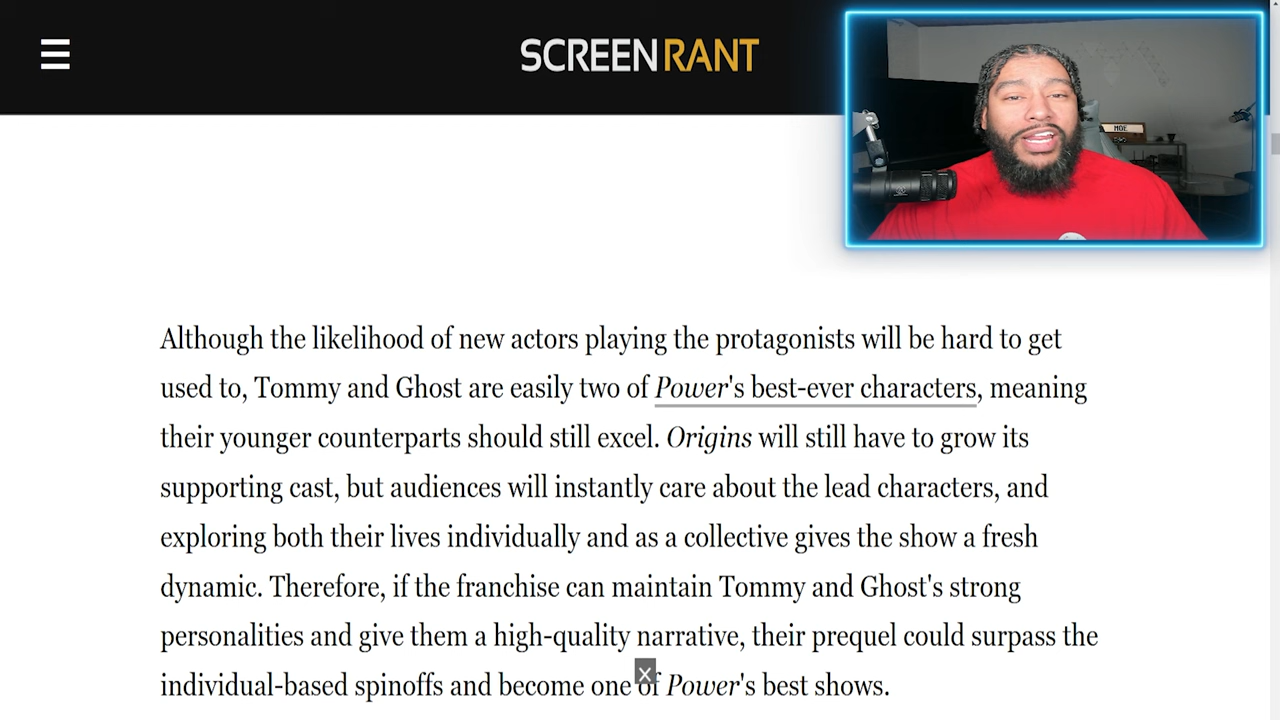 SCREENRANT
MOE
Although the likelihood of new actors playing the protagonists will be hard to get
used to, Tommy and Ghost are easily two of Power's best-ever characters, meaning
their younger counterparts should still excel. Origins will still have to grow its
supporting cast, but audiences will instantly care about the lead characters, and
exploring both their lives individually and as a collective gives the show a fresh
dynamic. Therefore, if the franchise can maintain Tommy and Ghost's strong
personalities and give them a high-quality narrative, their prequel could surpass the
individual-based spinoffs and become one of Power's best shows.